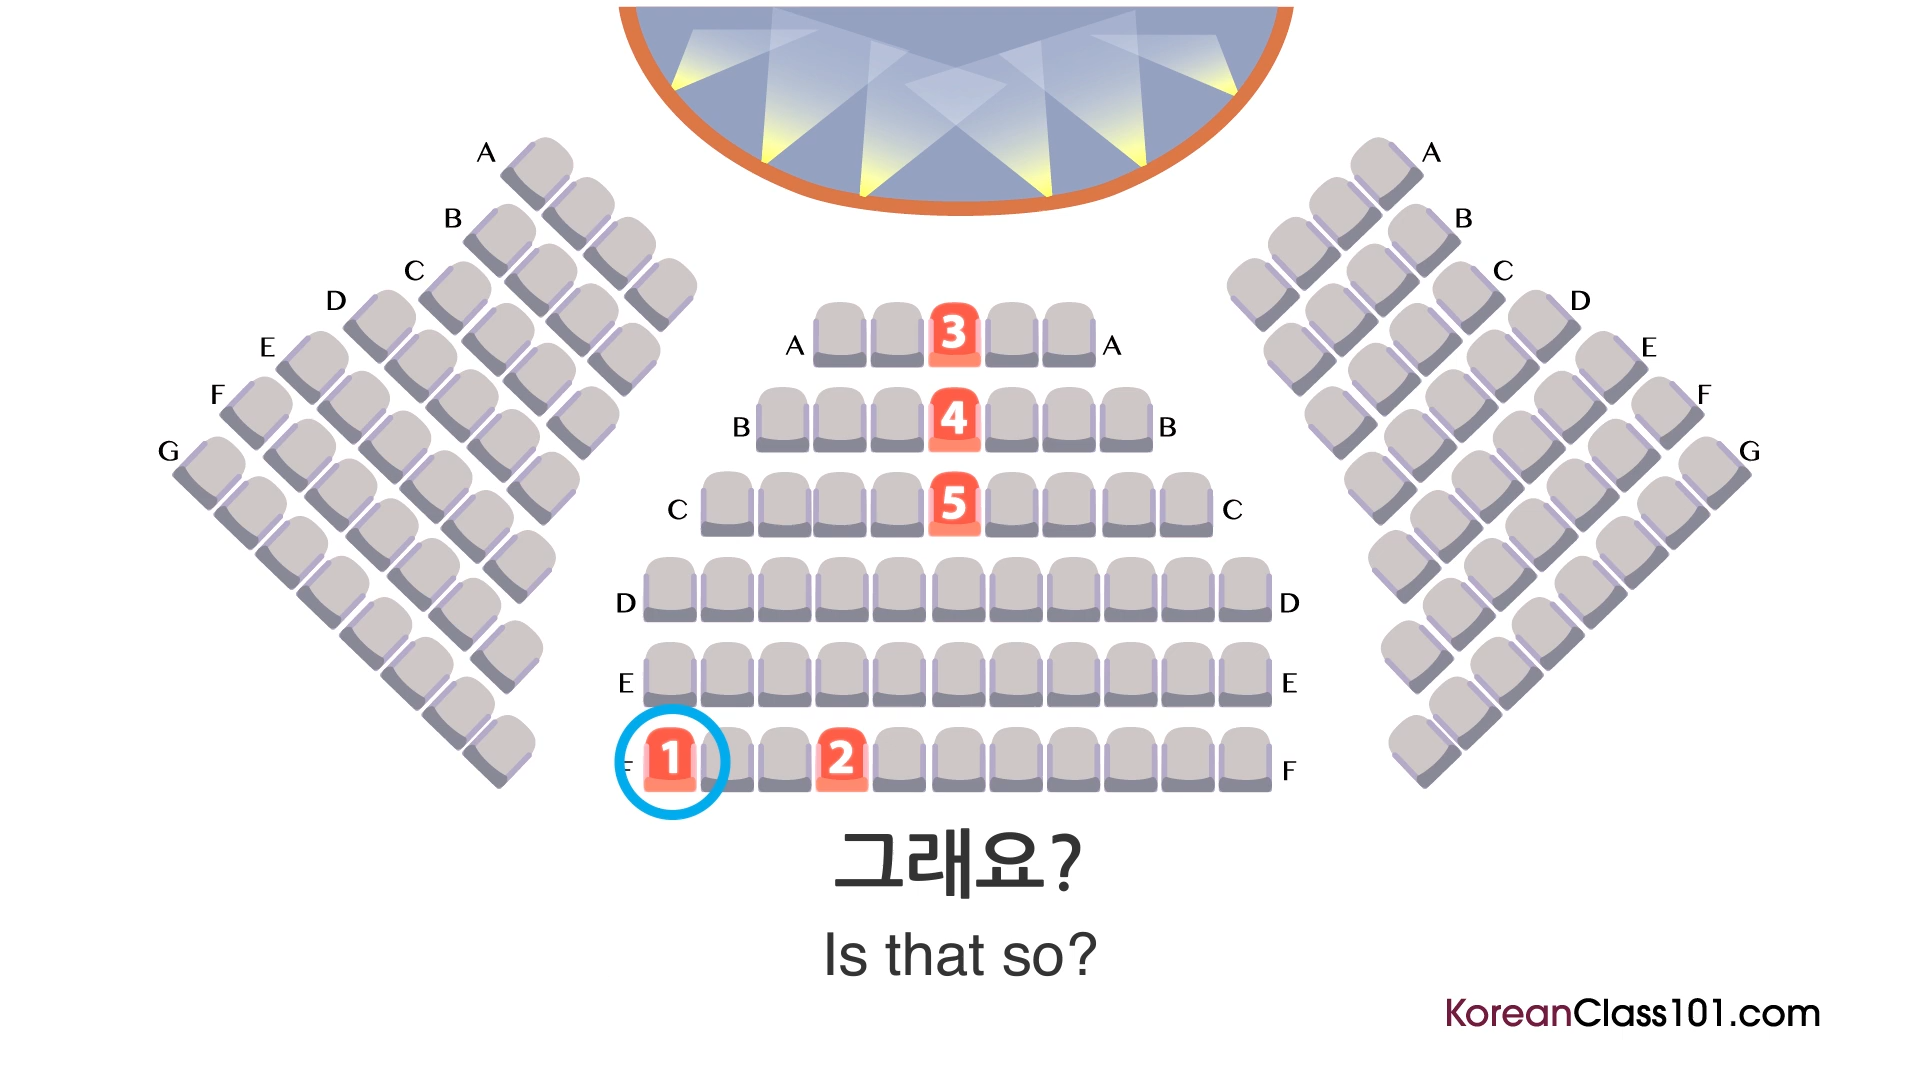 A A
B B
C C
D D
E E
F F
G G
A 3 A
B 4 B
C 5 C
D D
E E
F 1 2 F
그래요?
Is that so?
KoreanClass101.com